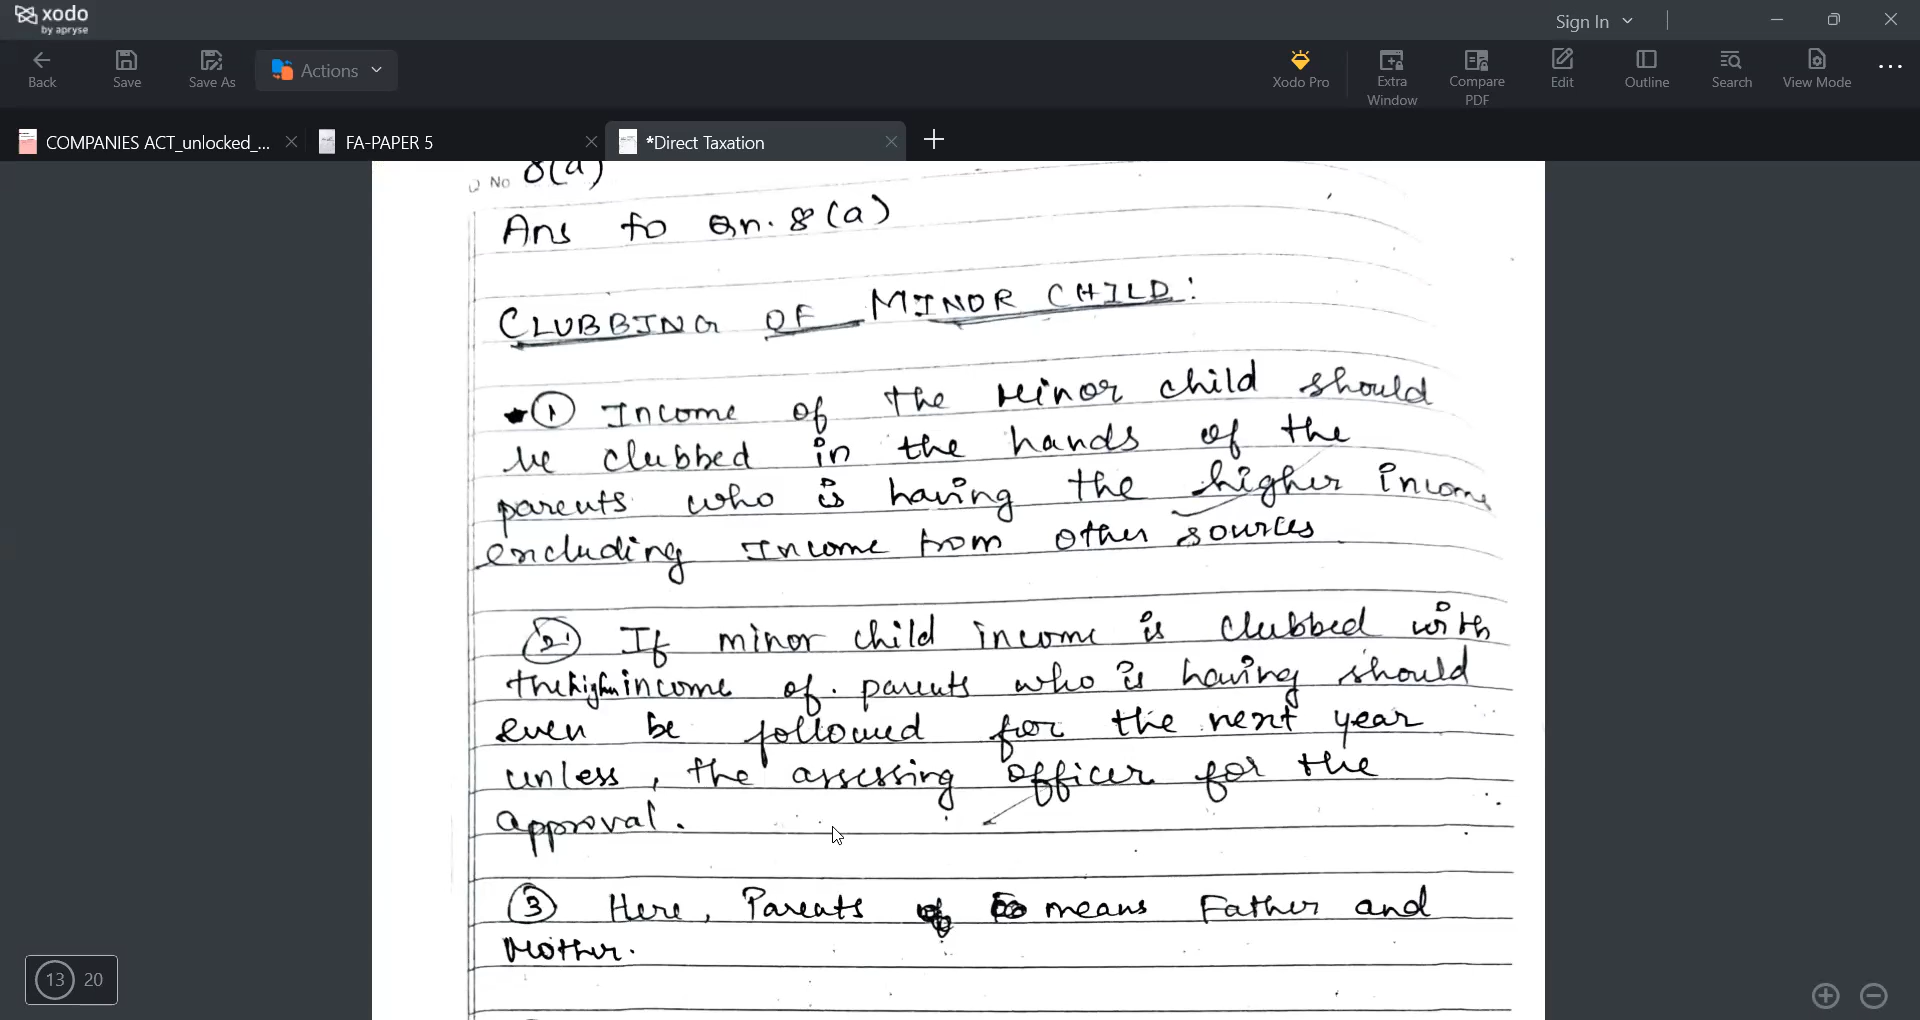 xodo
by apryse
Sign In
Back
Save
Save As
Actions
Xodo Pro
Extra Window
Compare PDF
Edit
Outline
Search
View Mode
COMPANIES ACT_unlocked_...
FA-PAPER 5
*Direct Taxation
No 8(a)
Ans to Qn. 8 (a)
CLUBBING OF MINOR CHILD:
① Income of the Minor child should
be clubbed in the hands of the
parents who is having the higher income
excluding Income from other sources
② If minor child income is clubbed with
the higher income of parents who is having should
even be followed for the next year
unless, the assessing officer for the
approval.
③ Here, Parents means Father and
Mother.
13 20